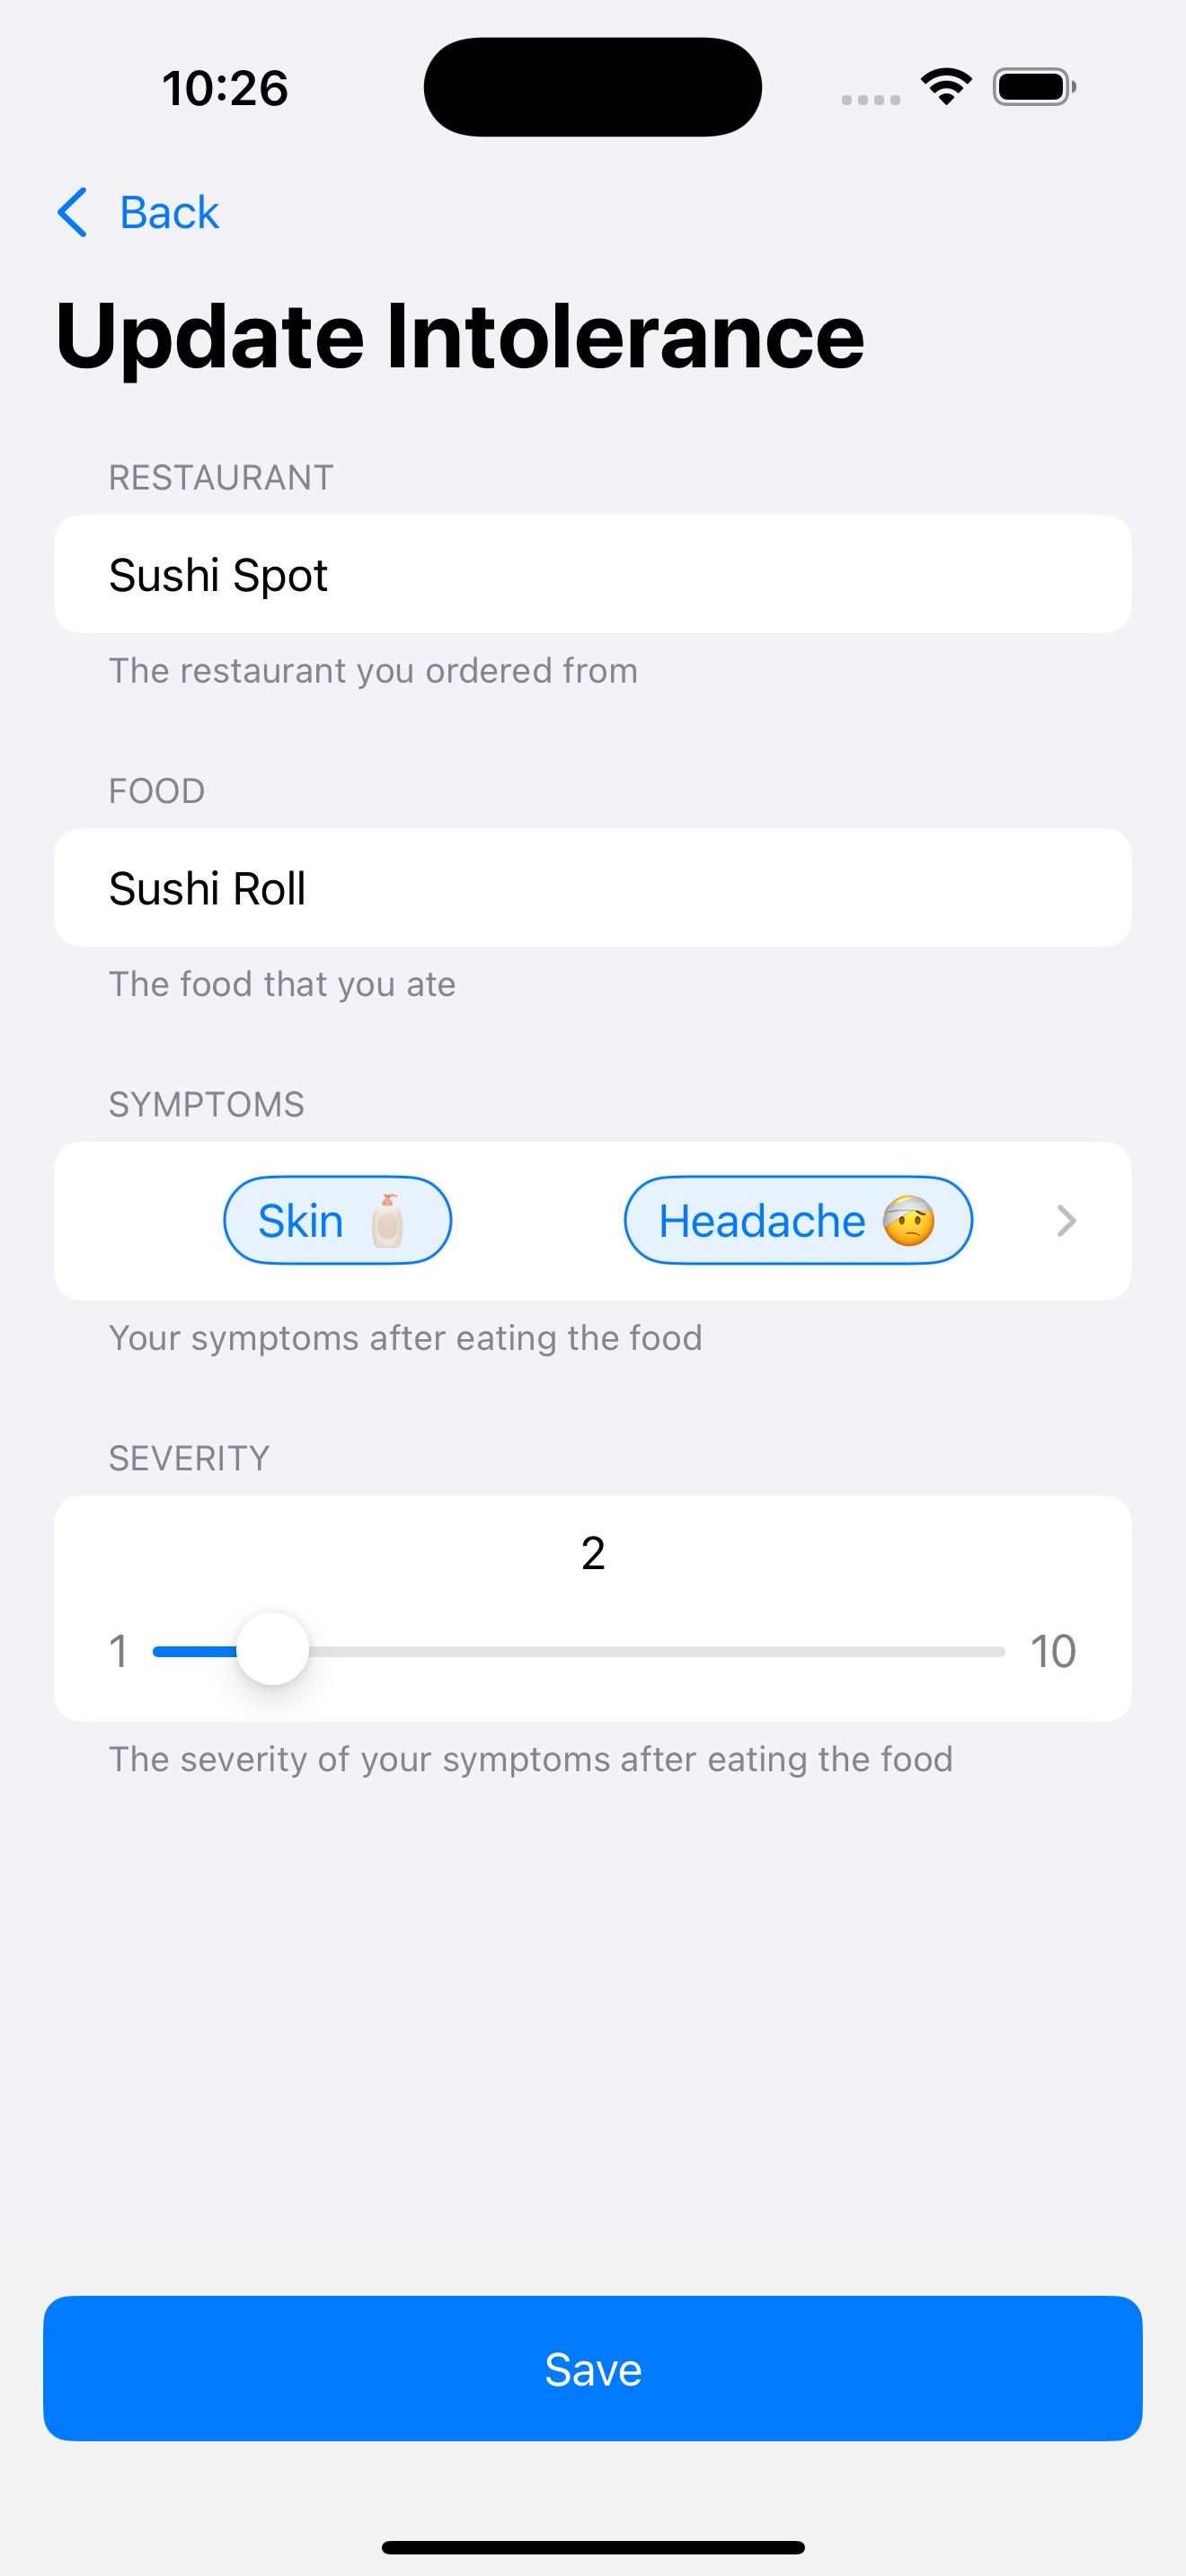 10:26
Back
Update Intolerance
RESTAURANT
Sushi Spot
The restaurant you ordered from
FOOD
Sushi Roll
The food that you ate
SYMPTOMS
Skin 🧴 Headache 🤕
Your symptoms after eating the food
SEVERITY
2
1 10
The severity of your symptoms after eating the food
Save